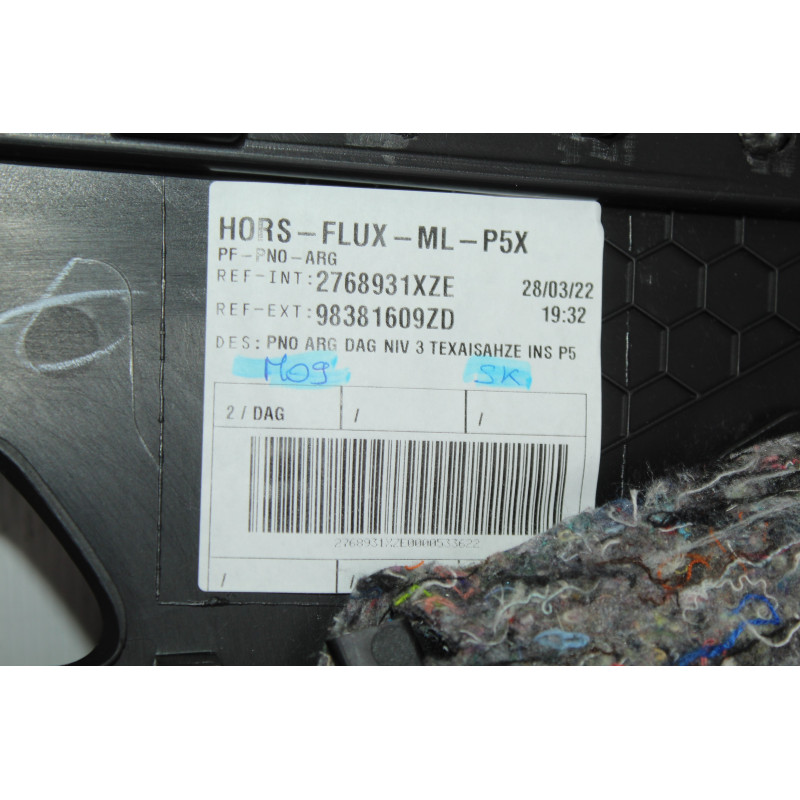 HORS-FLUX-ML-P5X
PF-PNO-ARG
REF-INT:2768931XZE 28/03/22
REF-EXT:98381609ZD 19:32
DES: PNO ARG DAG NIV 3 TEXAISAHZE INS P5
M09 SK
2 / DAG / /
2768931XZE0000533622
/ /